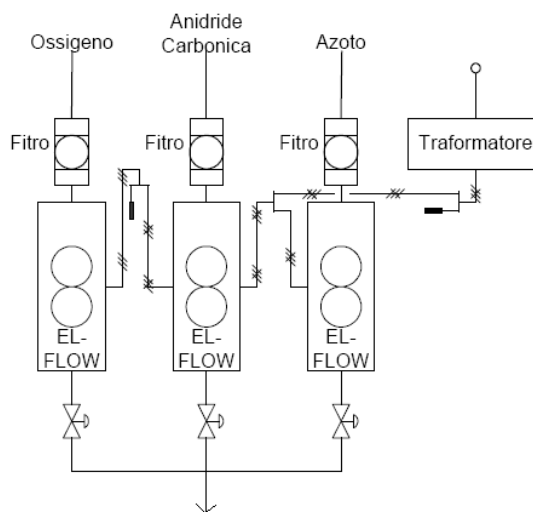 Ossigeno
Anidride
Carbonica
Azoto
Fitro
Fitro
Fitro
Traformatore
EL-
FLOW
EL-
FLOW
EL-
FLOW